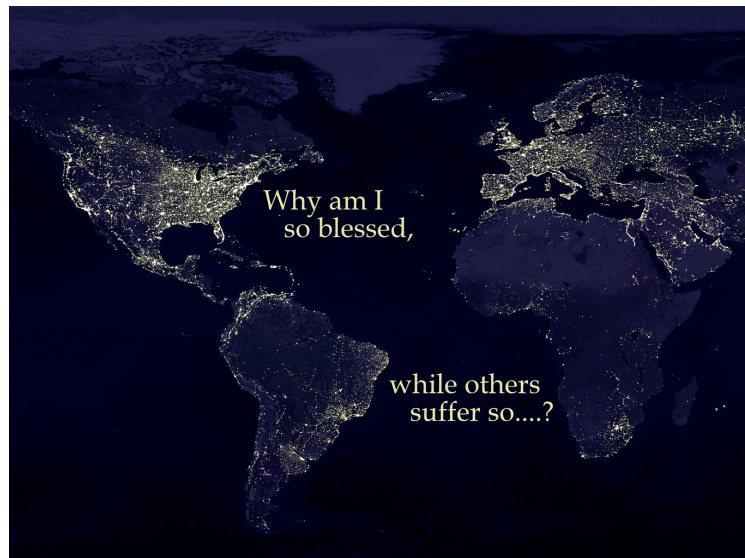 Why am I
so blessed,
while others
suffer so....?